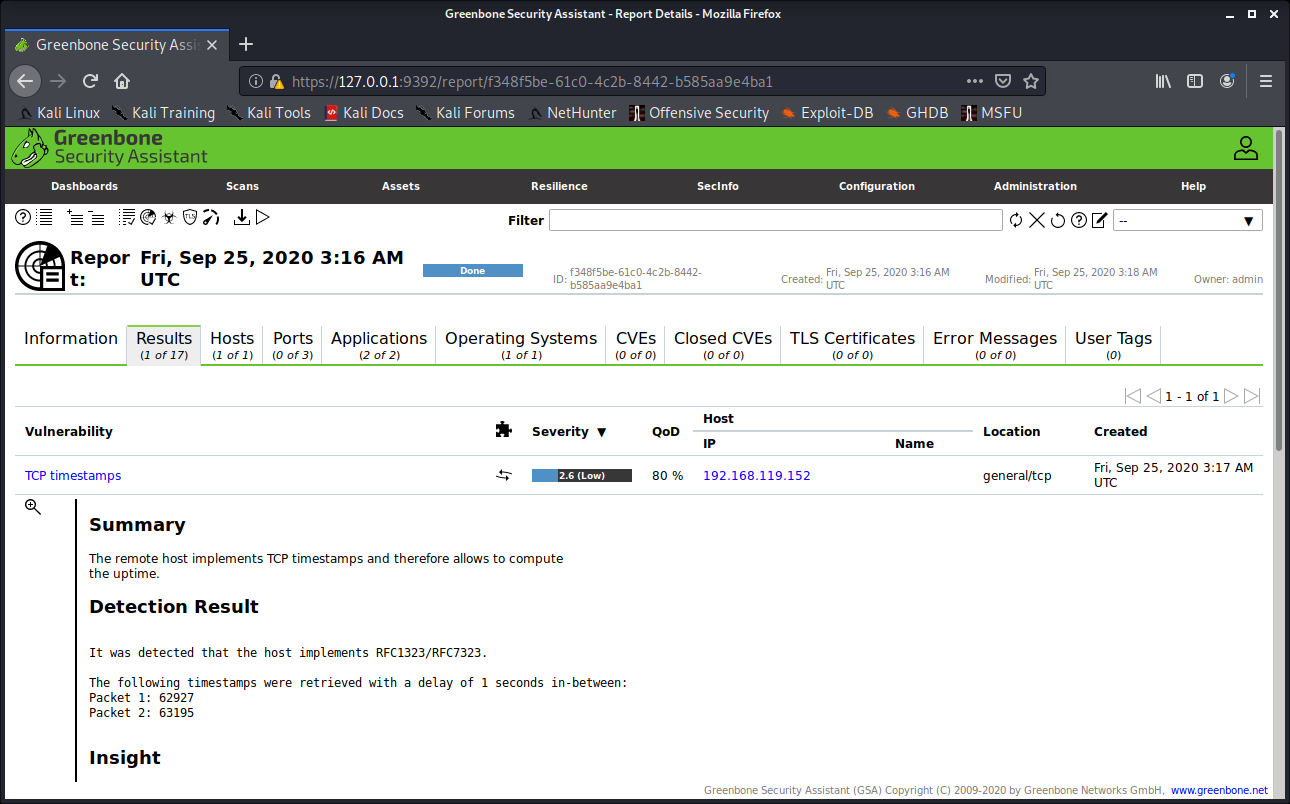 Greenbone Security Assistant - Report Details - Mozilla Firefox
Greenbone Security Assi
https://127.0.0.1:9392/report/f348f5be-61c0-4c2b-8442-b585aa9e4ba1
Kali Linux Kali Training Kali Tools Kali Docs Kali Forums NetHunter Offensive Security Exploit-DB GHDB MSFU
Greenbone
Security Assistant
Dashboards Scans Assets Resilience SecInfo Configuration Administration Help
Filter --
Repor
t:
Fri, Sep 25, 2020 3:16 AM
UTC
Done
ID: f348f5be-61c0-4c2b-8442-
b585aa9e4ba1
Created: Fri, Sep 25, 2020 3:16 AM
UTC
Modified: Fri, Sep 25, 2020 3:18 AM
UTC
Owner: admin
Information Results Hosts Ports Applications Operating Systems CVEs Closed CVEs TLS Certificates Error Messages User Tags
(1 of 17) (1 of 1) (0 of 3) (2 of 2) (1 of 1) (0 of 0) (0 of 0) (0 of 0) (0 of 0) (0)
1 - 1 of 1
Vulnerability Severity ▼ QoD Host Location Created
IP Name
TCP timestamps 2.6 (Low) 80 % 192.168.119.152 general/tcp Fri, Sep 25, 2020 3:17 AM
UTC
Summary
The remote host implements TCP timestamps and therefore allows to compute
the uptime.
Detection Result
It was detected that the host implements RFC1323/RFC7323.
The following timestamps were retrieved with a delay of 1 seconds in-between:
Packet 1: 62927
Packet 2: 63195
Insight
Greenbone Security Assistant (GSA) Copyright (C) 2009-2020 by Greenbone Networks GmbH, www.greenbone.net